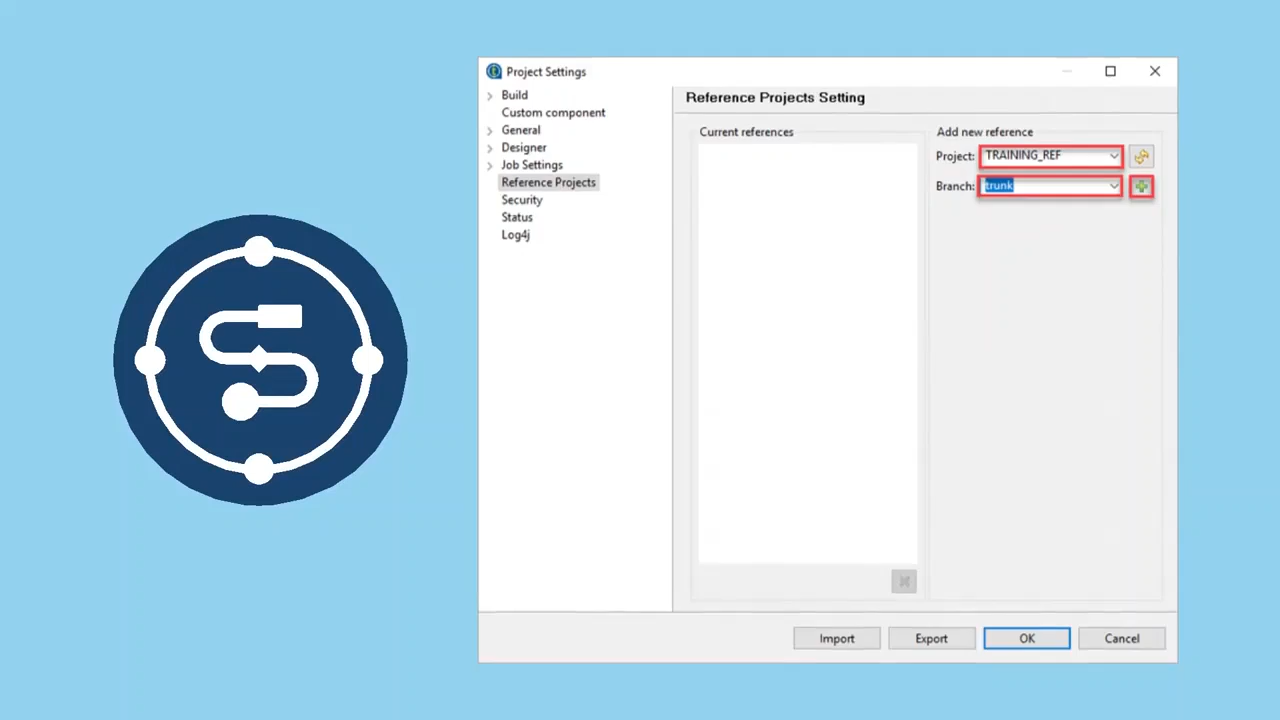 Project Settings
Build
Custom component
General
Designer
Job Settings
Reference Projects
Security
Status
Log4j
Reference Projects Setting
Current references
Add new reference
Project: TRAINING_REF
Branch: trunk
Import Export OK Cancel